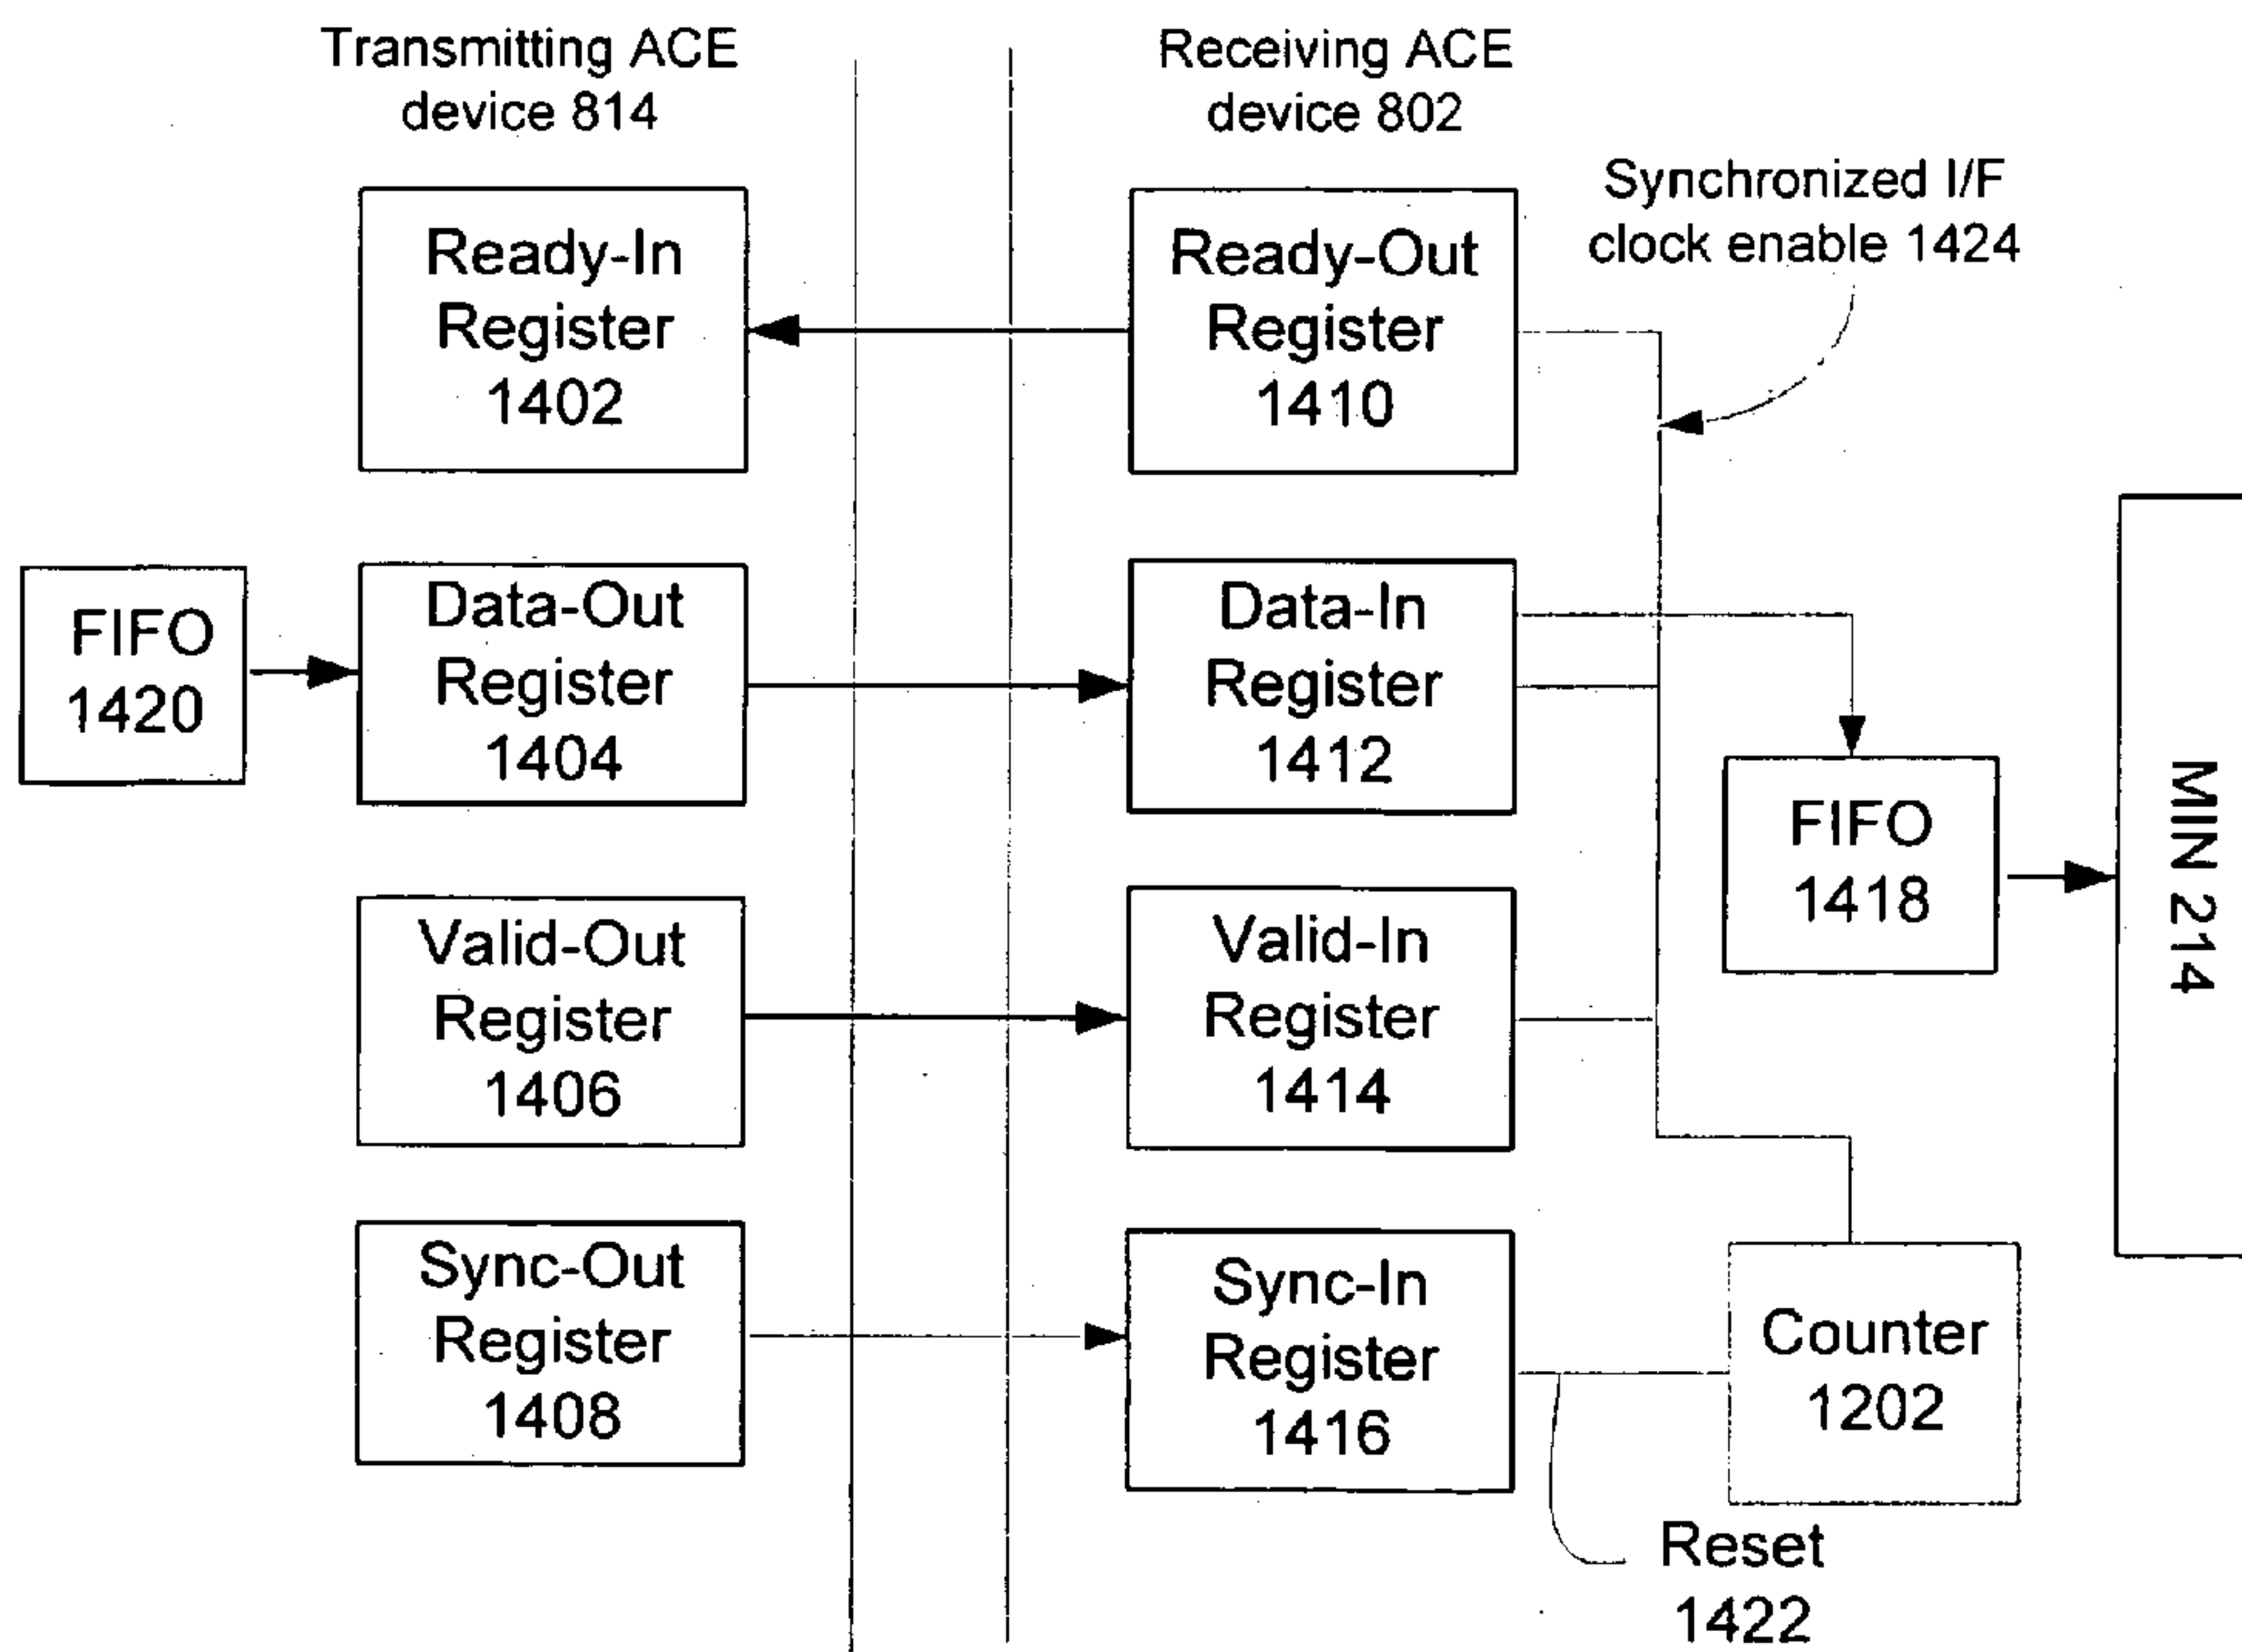 Transmitting ACE
device 814
Receiving ACE
device 802
Synchronized I/F
clock enable 1424
Ready-In
Register
1402
Ready-Out
Register
1410
FIFO
1420
Data-Out
Register
1404
Data-In
Register
1412
FIFO
1418
MIN 214
Valid-Out
Register
1406
Valid-In
Register
1414
Sync-Out
Register
1408
Sync-In
Register
1416
Counter
1202
Reset
1422